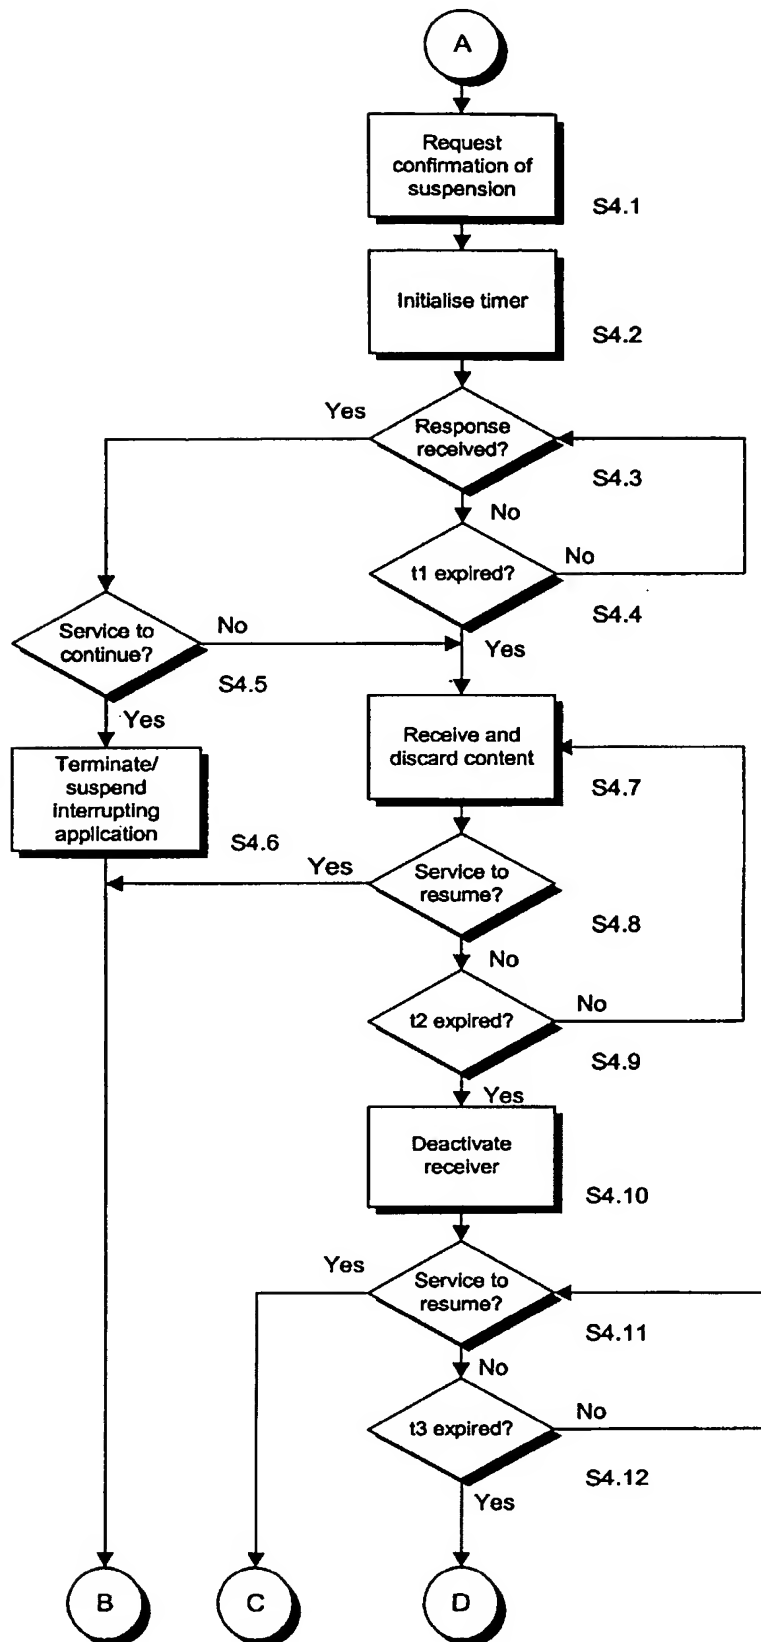 A
Request
confirmation of
suspension
S4.1
Initialise timer
S4.2
Yes
Response
received?
S4.3
No
t1 expired?
No
S4.4
Yes
Service to
continue?
No
S4.5
Yes
Receive and
discard content
S4.7
Terminate/
suspend
interrupting
application
S4.6
Yes
Service to
resume?
S4.8
No
t2 expired?
No
S4.9
Yes
Deactivate
receiver
S4.10
Yes
Service to
resume?
S4.11
No
t3 expired?
No
S4.12
Yes
B
C
D